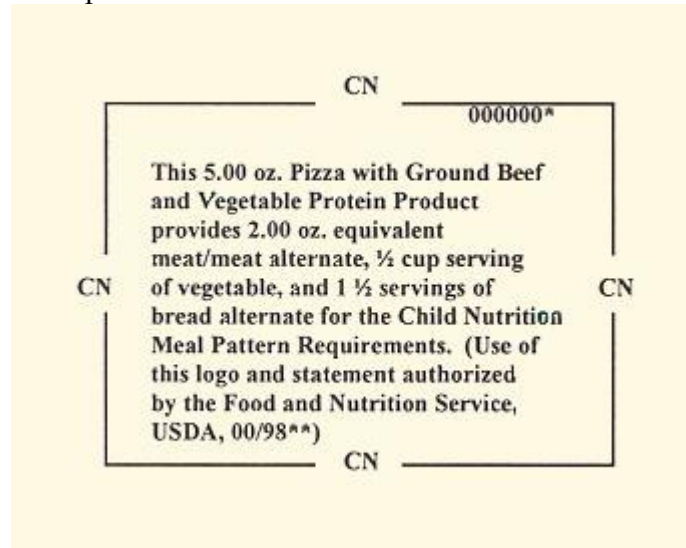 CN
000000*
This 5.00 oz. Pizza with Ground Beef
and Vegetable Protein Product
provides 2.00 oz. equivalent
meat/meat alternate, ½ cup serving
CN of vegetable, and 1 ½ servings of CN
bread alternate for the Child Nutrition
Meal Pattern Requirements. (Use of
this logo and statement authorized
by the Food and Nutrition Service,
USDA, 00/98**)
CN